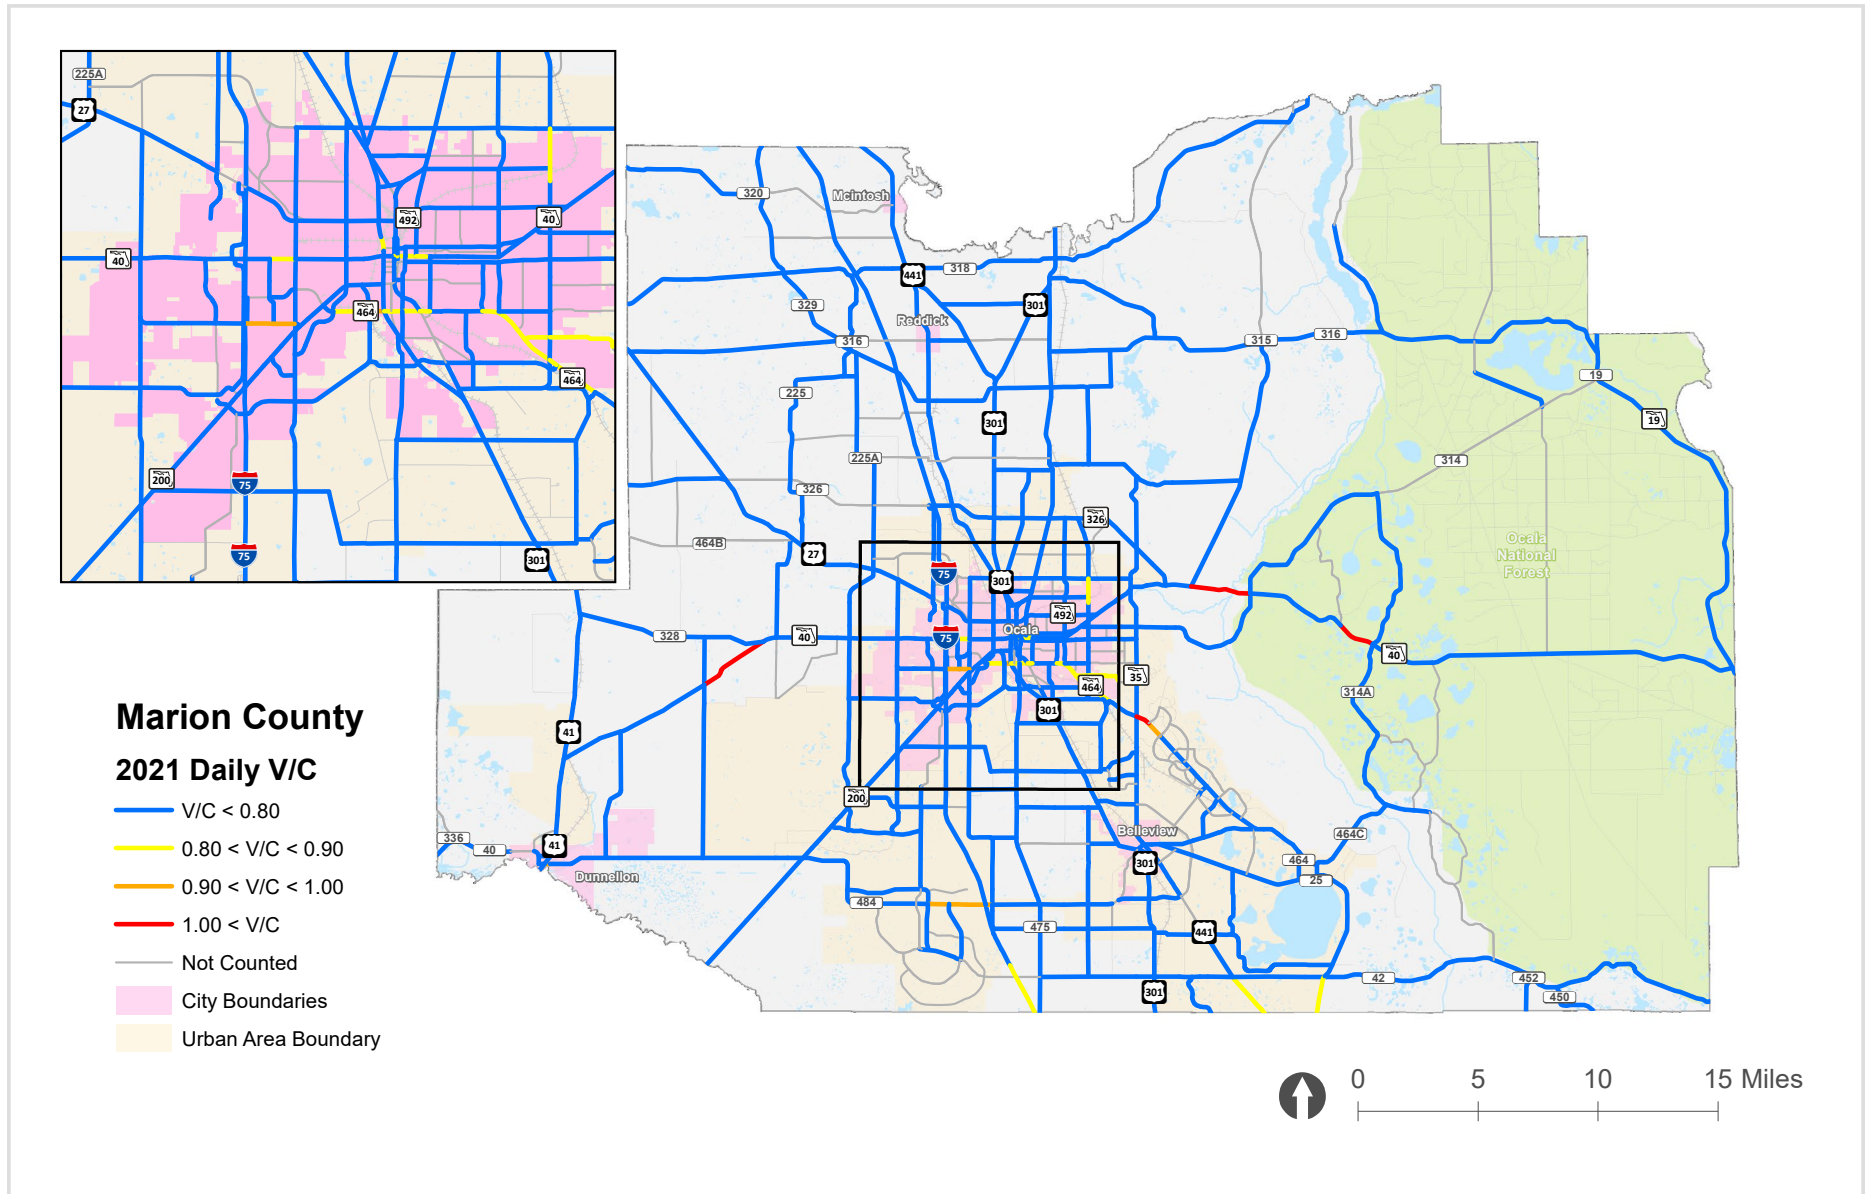 225A
27
492
40
40
464
464
200
75
75
301
320
McIntosh
441
318
329
301
Reddick
316
315
316
19
225
19
301
225A
314
326
326
464B
27
Ocala
National
Forest
75
301
492
328
40
75
Ocala
40
464
35
314A
301
41
200
336
40
41
Belleview
464C
301
464
25
Dunnellon
484
475
441
42
452
450
301
Marion County
2021 Daily V/C
V/C < 0.80
0.80 < V/C < 0.90
0.90 < V/C < 1.00
1.00 < V/C
Not Counted
City Boundaries
Urban Area Boundary
0 5 10 15 Miles